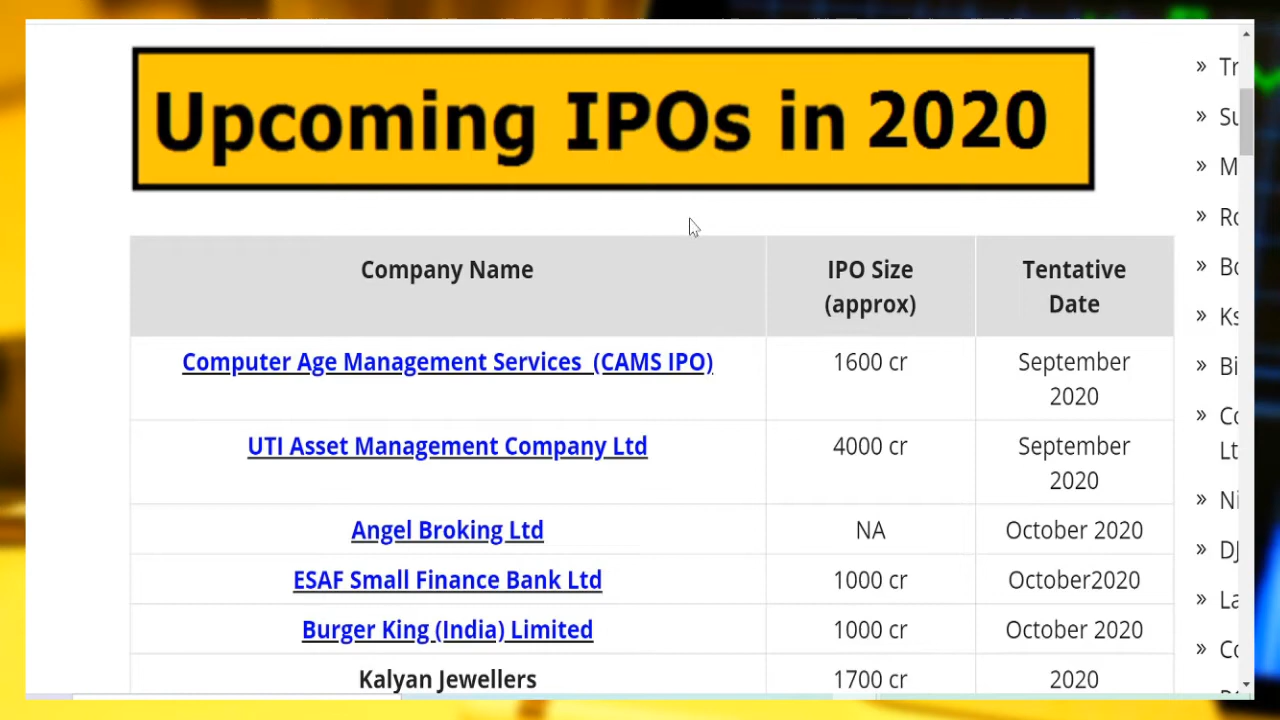 Upcoming IPOs in 2020
Company Name
IPO Size
(approx)
Tentative
Date
Computer Age Management Services (CAMS IPO)
1600 cr
September
2020
UTI Asset Management Company Ltd
4000 cr
September
2020
Angel Broking Ltd
NA
October 2020
ESAF Small Finance Bank Ltd
1000 cr
October2020
Burger King (India) Limited
1000 cr
October 2020
Kalyan Jewellers
1700 cr
2020